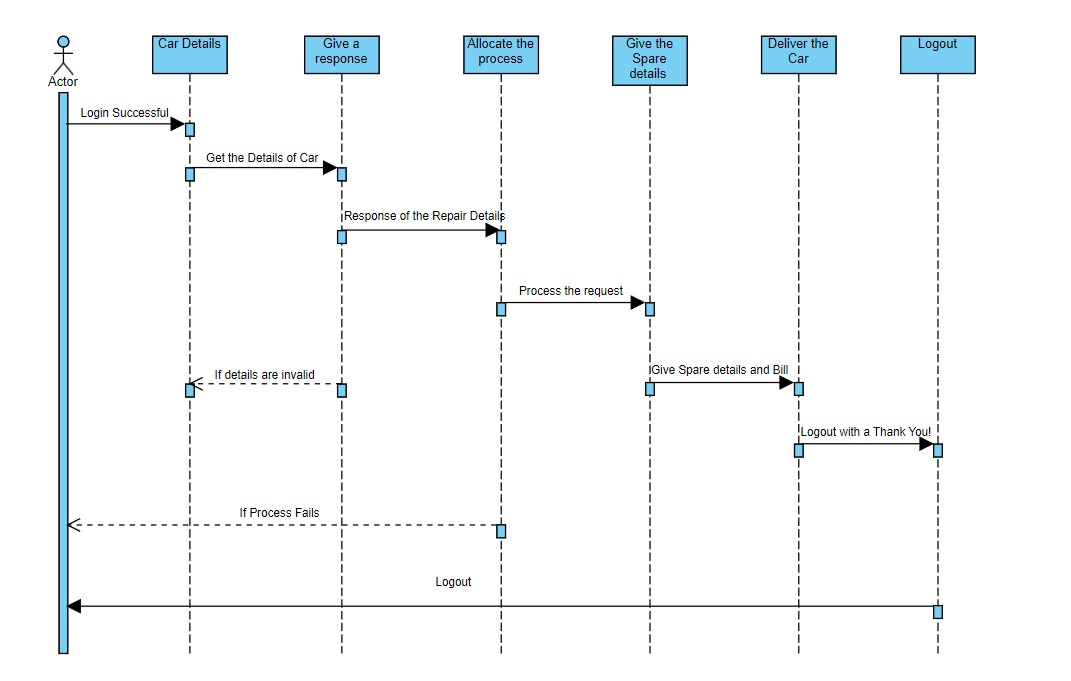 Actor
Car Details
Give a
response
Allocate the
process
Give the
Spare
details
Deliver the
Car
Logout
Login Successful
Get the Details of Car
Response of the Repair Details
Process the request
Give Spare details and Bill
If details are invalid
Logout with a Thank You!
If Process Fails
Logout